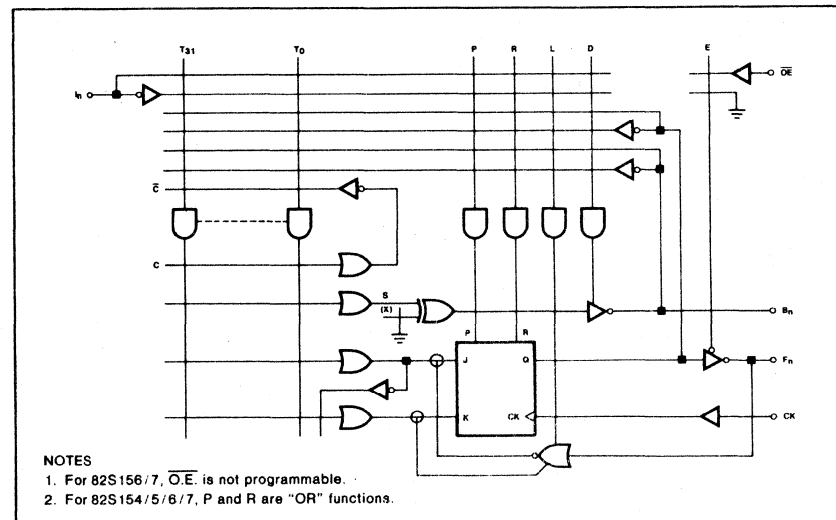 T31 T0 P R L D E
OE
In
C
C
S
(X)
Bn
P R
J Q
Fn
K CK
CK
NOTES
1. For 82S156/7, O.E. is not programmable.
2. For 82S154/5/6/7, P and R are "OR" functions.